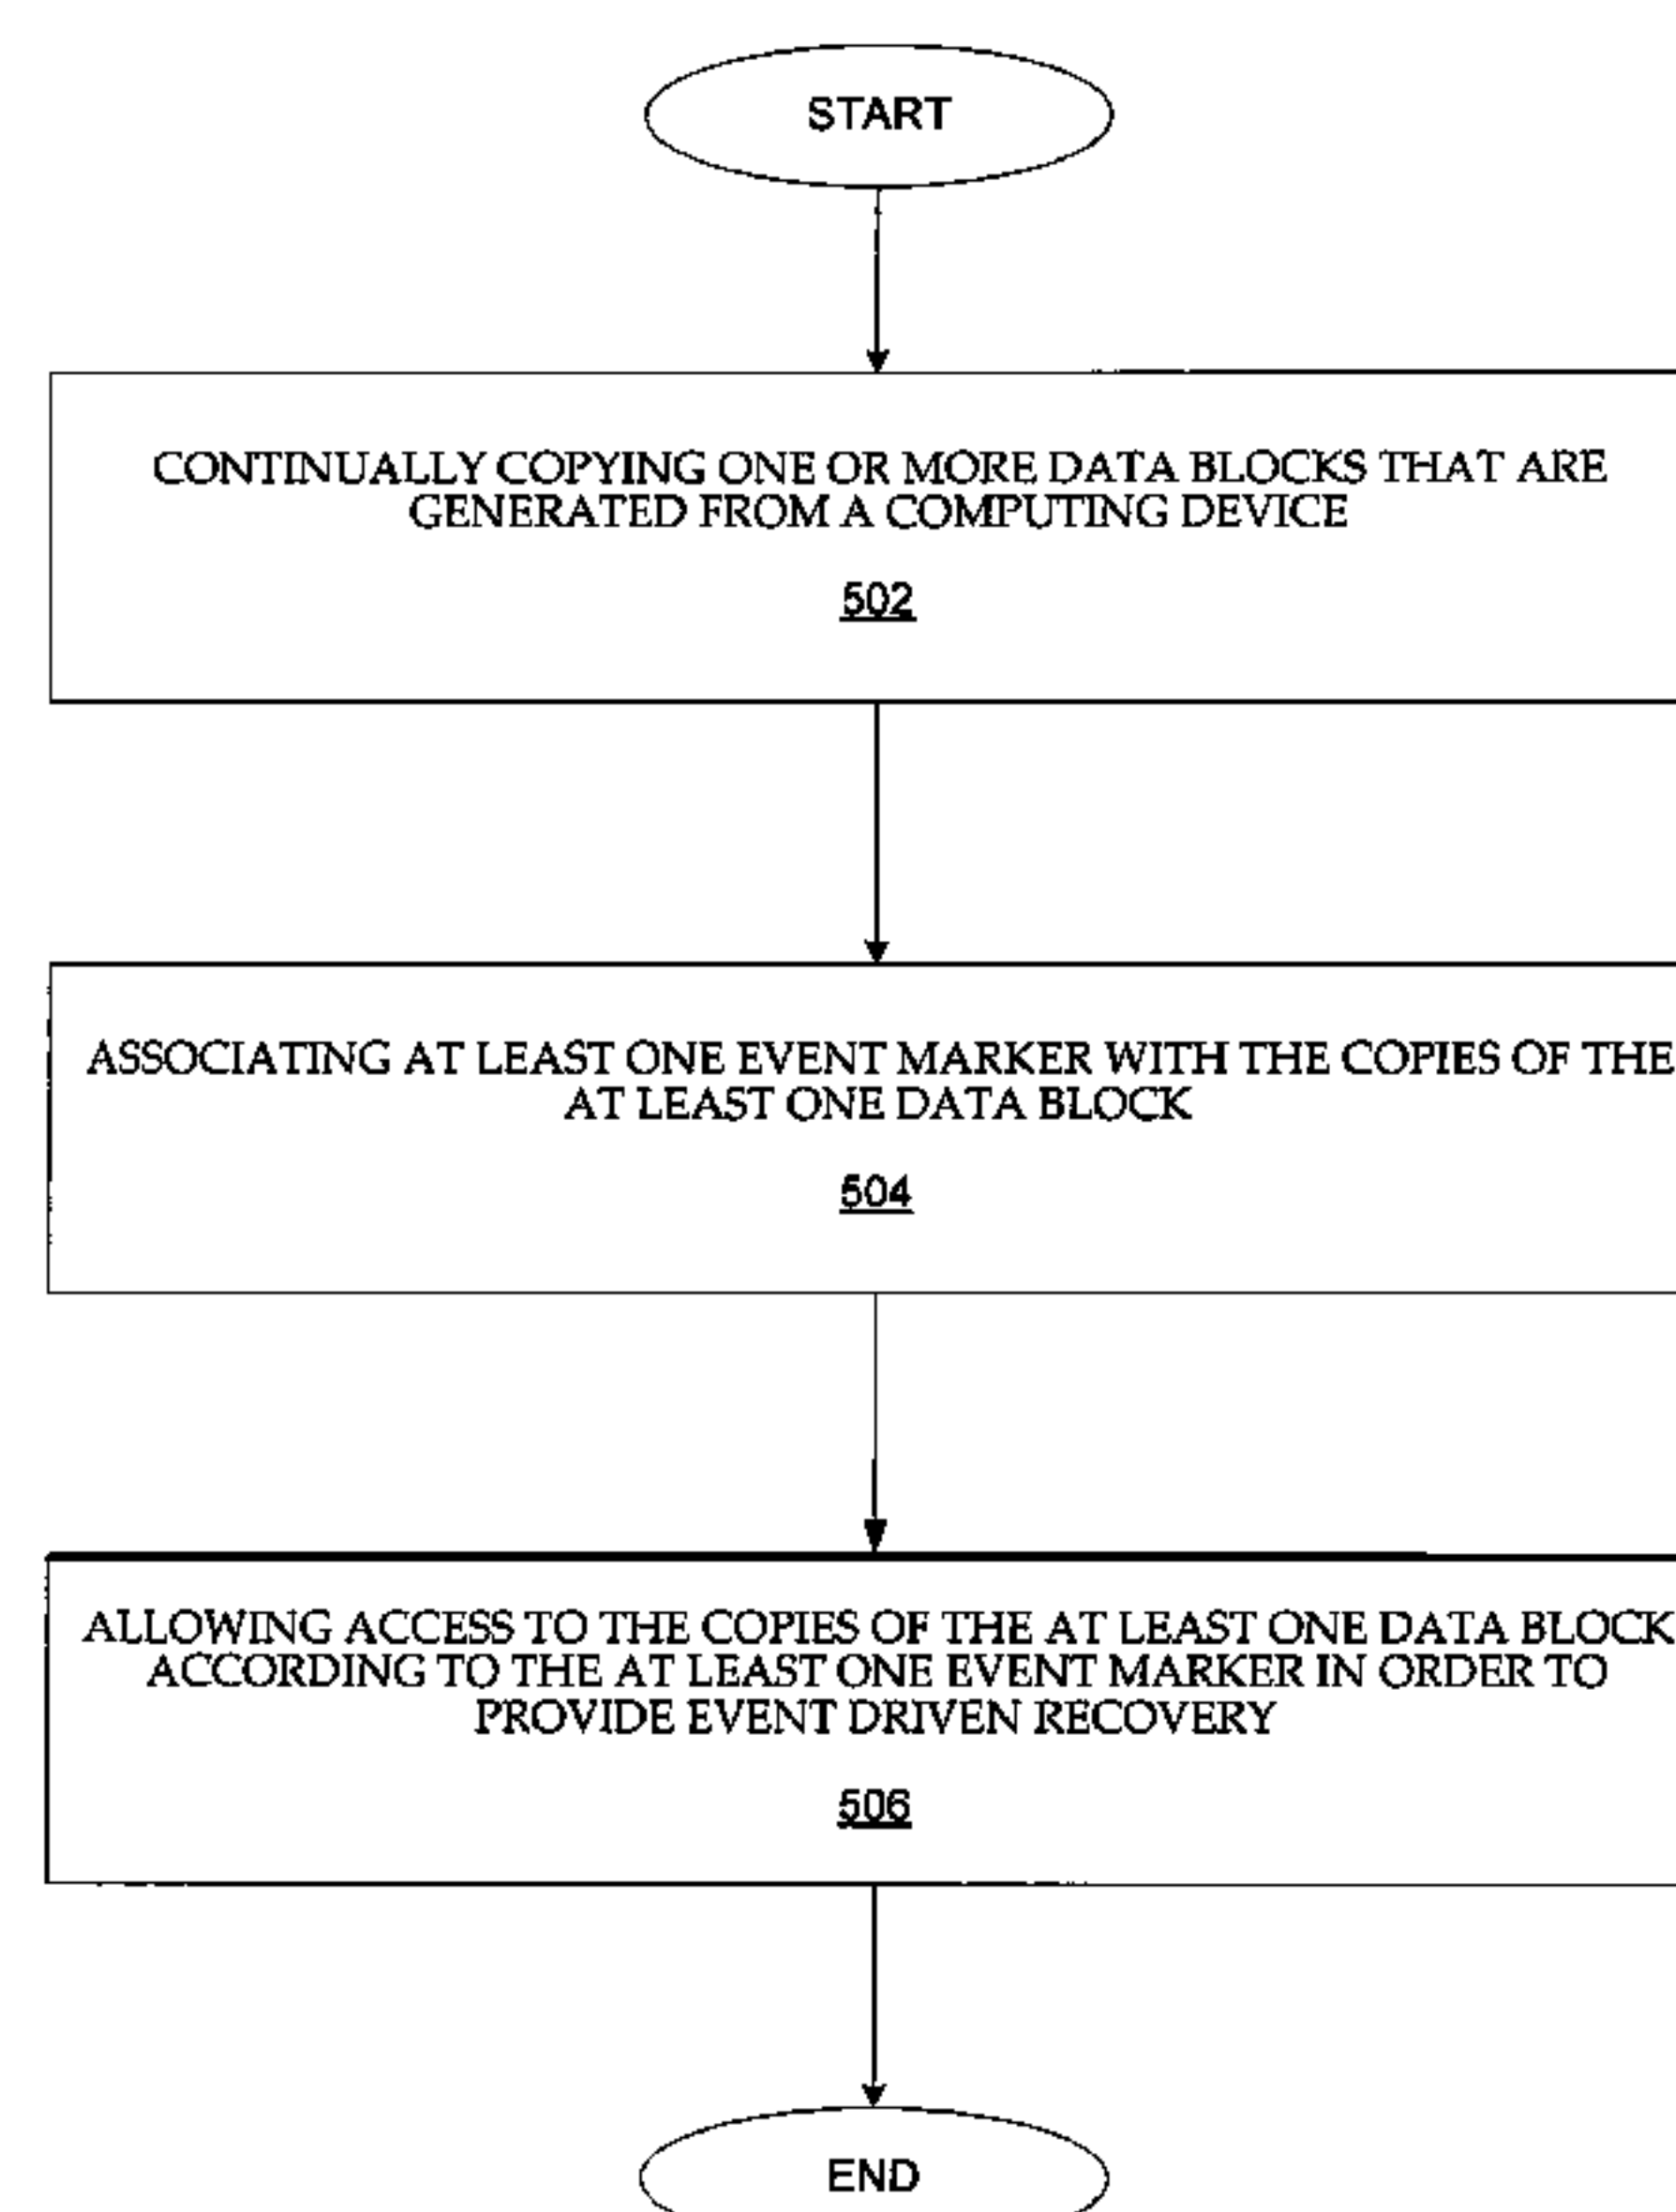 START
CONTINUALLY COPYING ONE OR MORE DATA BLOCKS THAT ARE
GENERATED FROM A COMPUTING DEVICE
502
ASSOCIATING AT LEAST ONE EVENT MARKER WITH THE COPIES OF THE
AT LEAST ONE DATA BLOCK
504
ALLOWING ACCESS TO THE COPIES OF THE AT LEAST ONE DATA BLOCK
ACCORDING TO THE AT LEAST ONE EVENT MARKER IN ORDER TO
PROVIDE EVENT DRIVEN RECOVERY
506
END